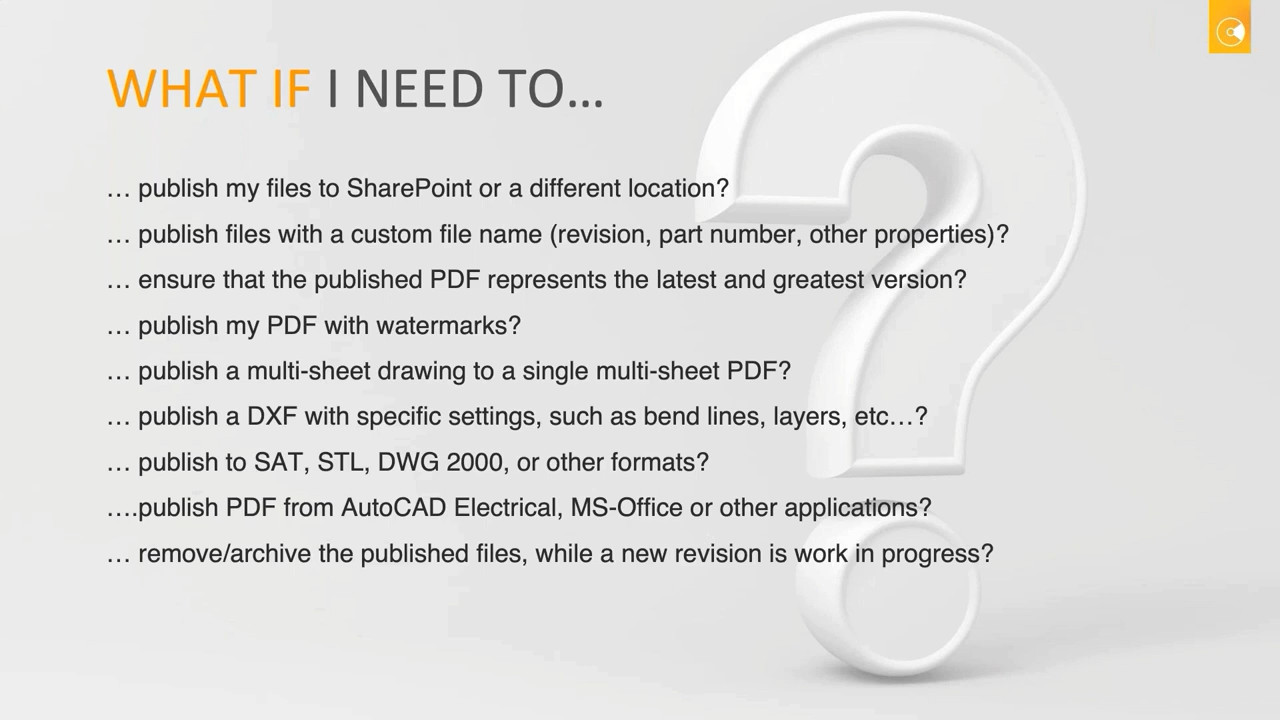 WHAT IF I NEED TO...
… publish my files to SharePoint or a different location?
… publish files with a custom file name (revision, part number, other properties)?
… ensure that the published PDF represents the latest and greatest version?
… publish my PDF with watermarks?
… publish a multi-sheet drawing to a single multi-sheet PDF?
… publish a DXF with specific settings, such as bend lines, layers, etc…?
… publish to SAT, STL, DWG 2000, or other formats?
….publish PDF from AutoCAD Electrical, MS-Office or other applications?
… remove/archive the published files, while a new revision is work in progress?